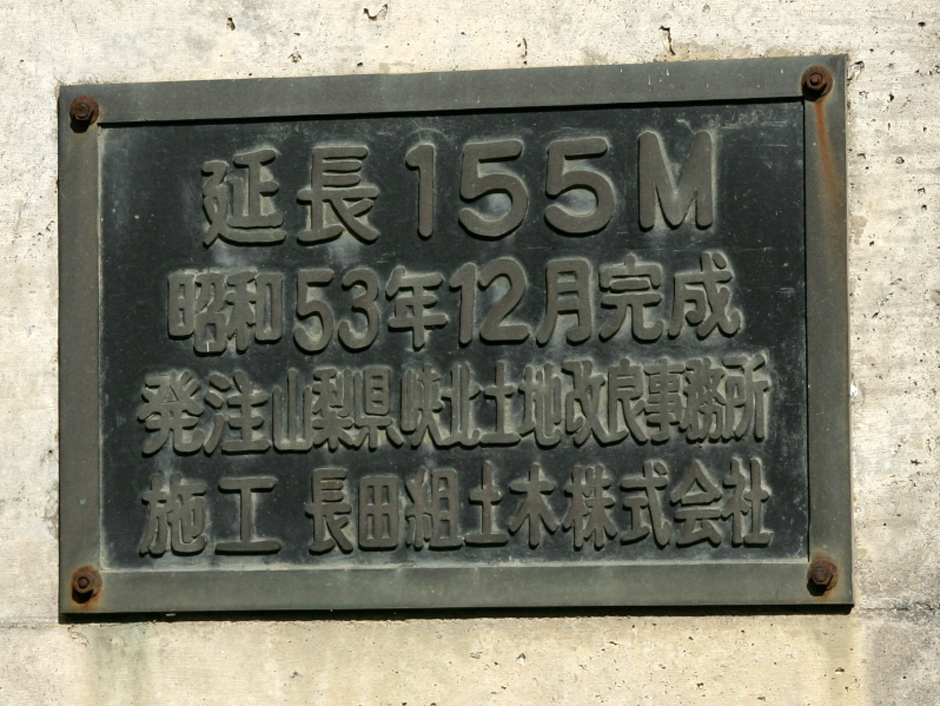 延長155M
昭和53年12月完成
発注山梨県峡北土地改良事務所
施工 長田組土木株式会社